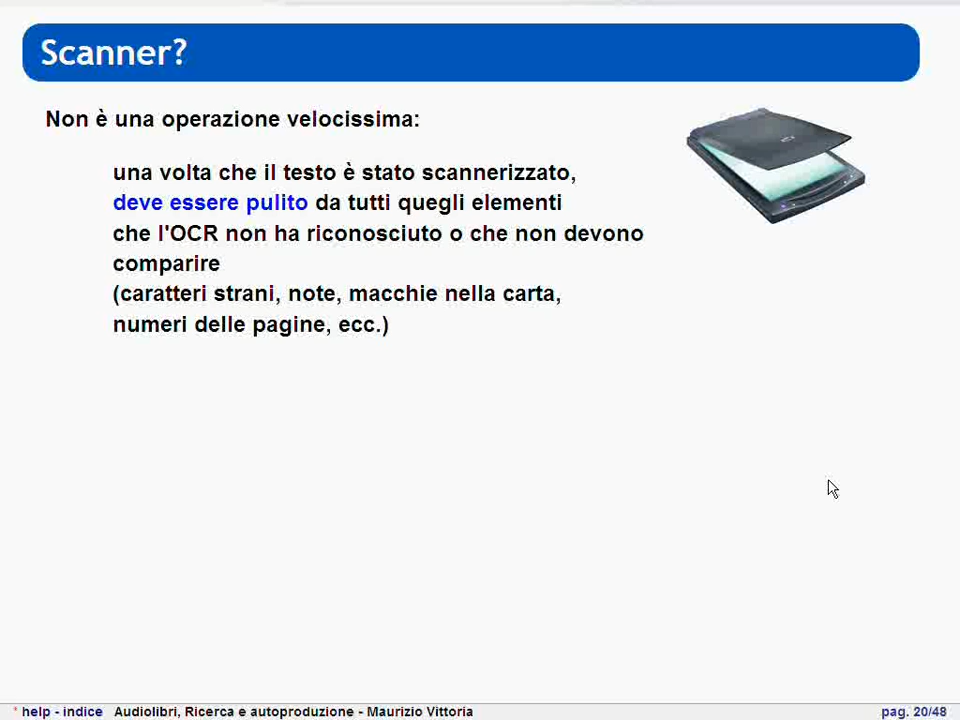 Scanner?
Non è una operazione velocissima:
una volta che il testo è stato scannerizzato,
deve essere pulito da tutti quegli elementi
che l'OCR non ha riconosciuto o che non devono
comparire
(caratteri strani, note, macchie nella carta,
numeri delle pagine, ecc.)
* help - indice Audiolibri, Ricerca e autoproduzione - Maurizio Vittoria pag. 20/48